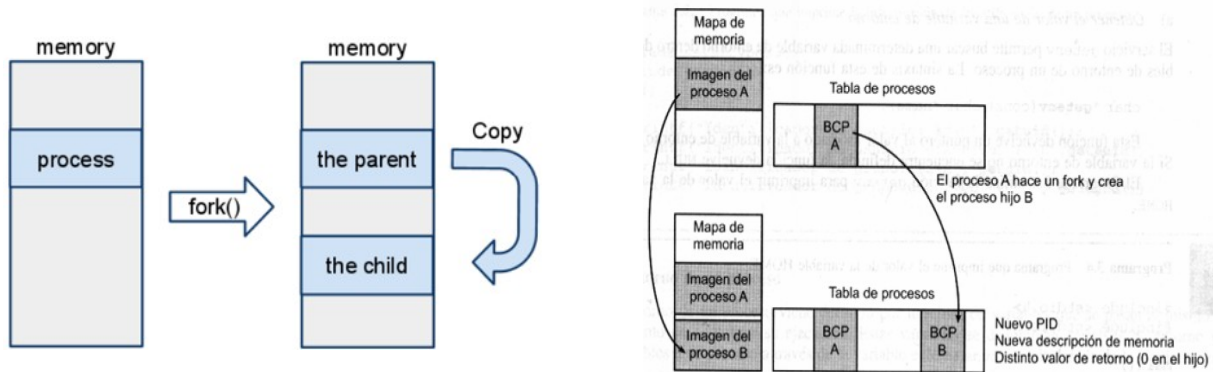 memory
memory
process
fork()
the parent
Copy
the child
Mapa de
memoria
Imagen del
proceso A
Tabla de procesos
BCP
A
El proceso A hace un fork y crea
el proceso hijo B
Mapa de
memoria
Imagen del
proceso A
Imagen del
proceso B
Tabla de procesos
BCP
A
BCP
B
Nuevo PID
Nueva descripción de memoria
Distinto valor de retorno (0 en el hijo)